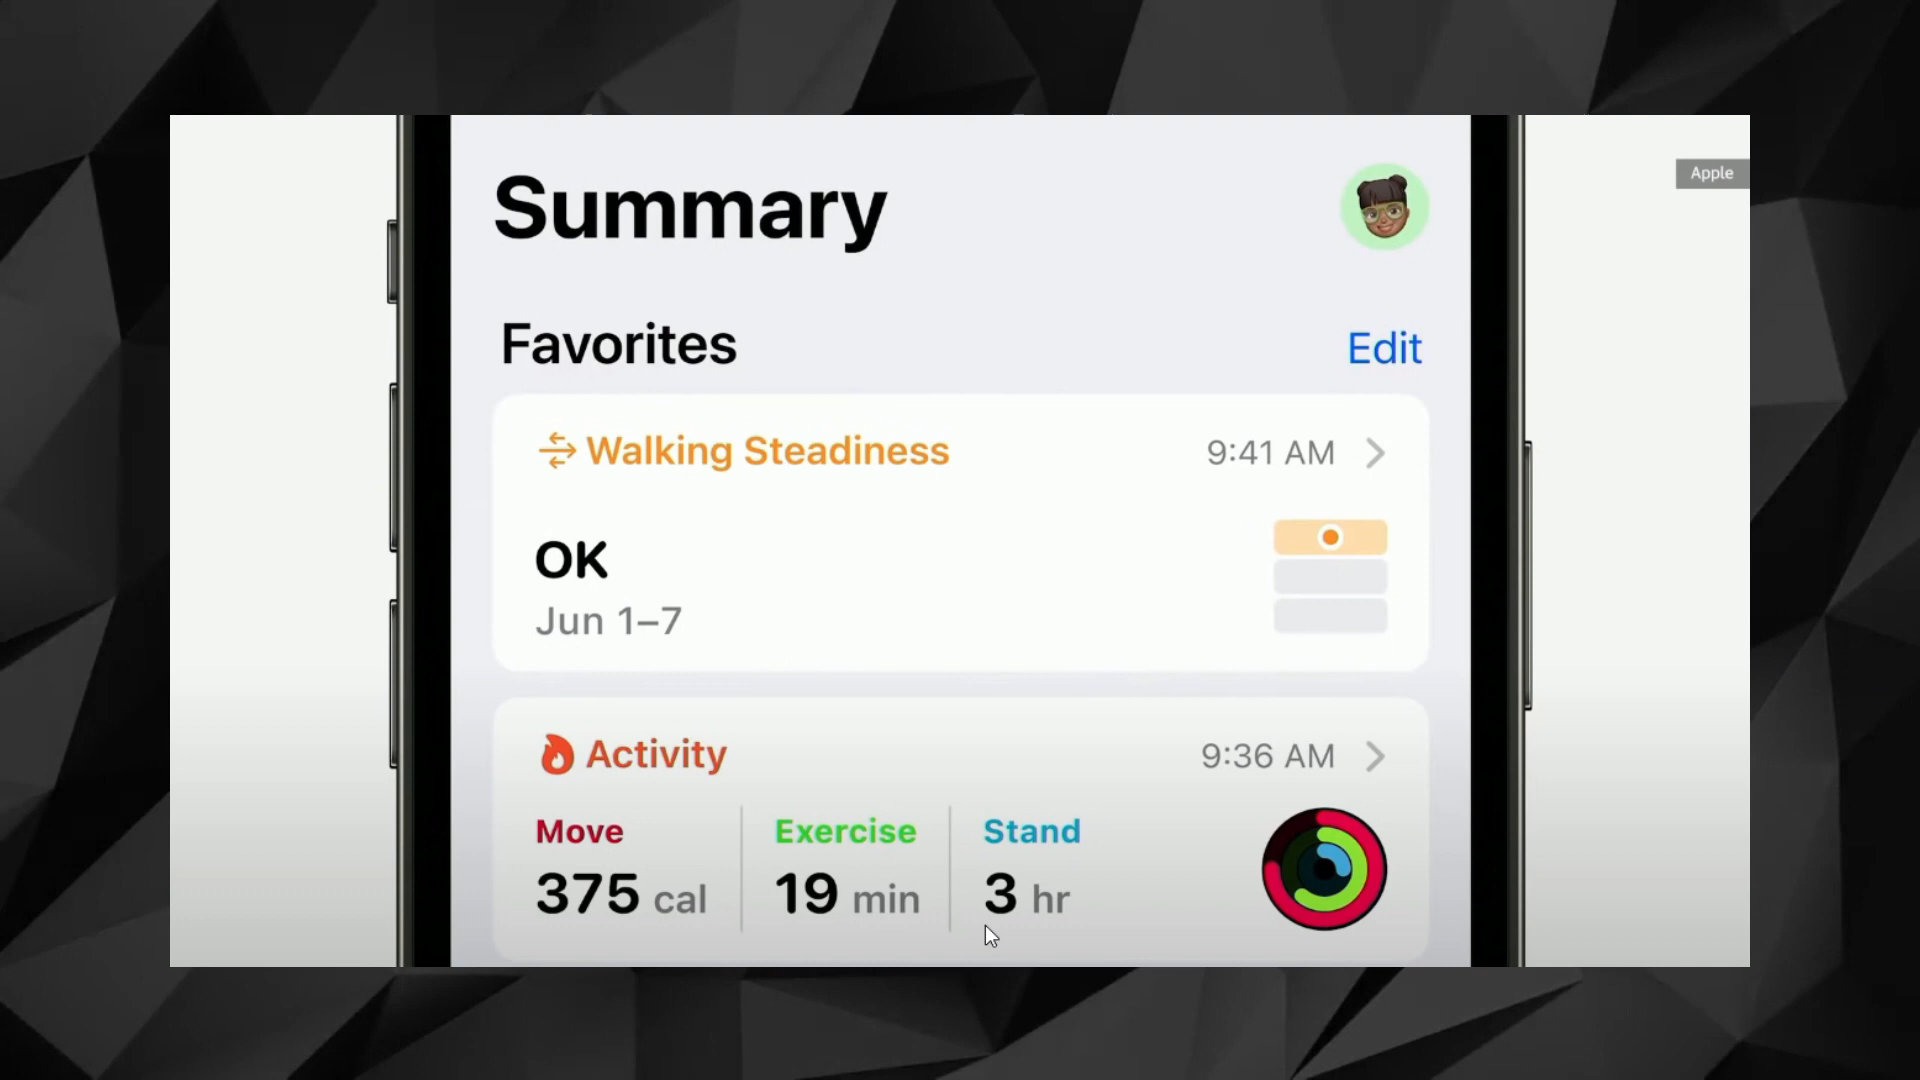 Apple
Summary
Favorites
Edit
Walking Steadiness
9:41 AM
OK
Jun 1–7
Activity
9:36 AM
Move
Exercise
Stand
375 cal
19 min
3 hr